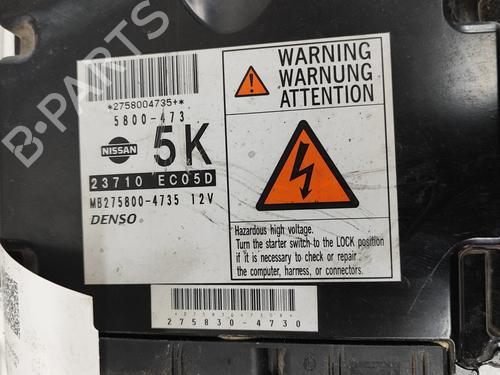 B-PARTS
*2758004735+*
5800-473
NISSAN
5K
23710 EC05D
MB275800-4735 12V
DENSO
WARNING
WARNUNG
ATTENTION
Hazardous high voltage.
Turn the starter switch to the LOCK position
if it is necessary to check or repair
the computer, harness, or connectors.
275830-4730